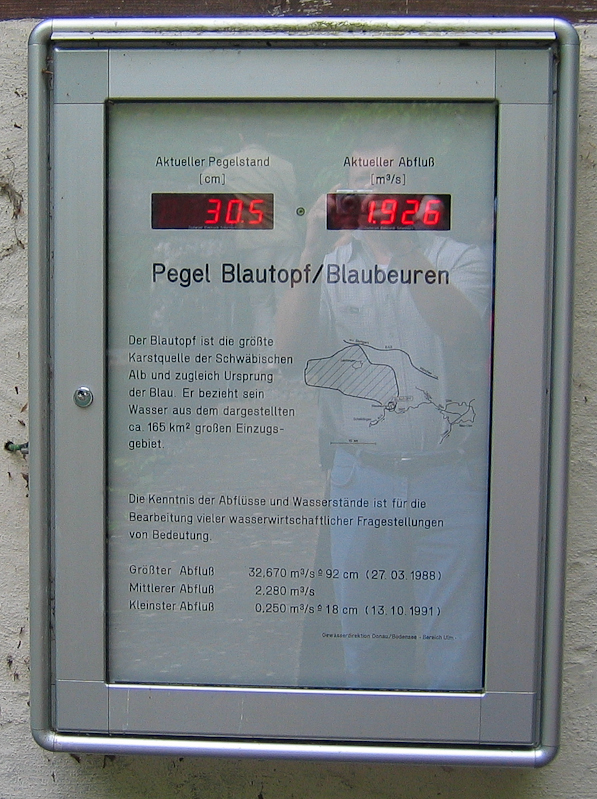 Aktueller Pegelstand
[cm]
Aktueller Abfluß
[m³/s]
30.5
1.926
Pegel Blautopf/Blaubeuren
Der Blautopf ist die größte
Karstquelle der Schwäbischen
Alb und zugleich Ursprung
der Blau. Er bezieht sein
Wasser aus dem dargestellten
ca. 165 km² großen Einzugs-
gebiet.
Die Kenntnis der Abflüsse und Wasserstände ist für die
Bearbeitung vieler wasserwirtschaftlicher Fragestellungen
von Bedeutung.
Größter Abfluß 32,670 m³/s º 92 cm (27.03.1988)
Mittlerer Abfluß 2.280 m³/s
Kleinster Abfluß 0.250 m³/s º 18 cm (13.10.1991)
Gewässerdirektion Donau/Bodensee - Bereich Ulm